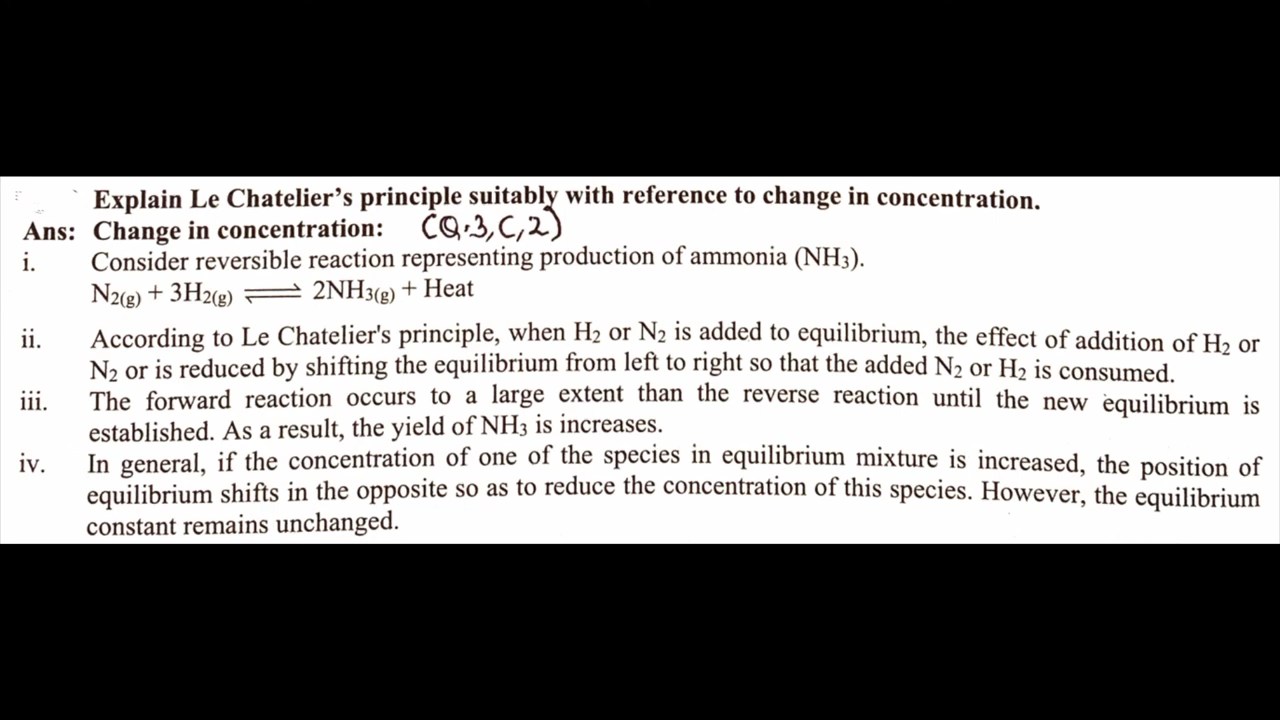 Explain Le Chatelier's principle suitably with reference to change in concentration.
Ans: Change in concentration: (Q.3,C,2)
i. Consider reversible reaction representing production of ammonia (NH₃).
N₂(g) + 3H₂(g) ⇌ 2NH₃(g) + Heat
ii. According to Le Chatelier's principle, when H₂ or N₂ is added to equilibrium, the effect of addition of H₂ or
N₂ or is reduced by shifting the equilibrium from left to right so that the added N₂ or H₂ is consumed.
iii. The forward reaction occurs to a large extent than the reverse reaction until the new equilibrium is
established. As a result, the yield of NH₃ is increases.
iv. In general, if the concentration of one of the species in equilibrium mixture is increased, the position of
equilibrium shifts in the opposite so as to reduce the concentration of this species. However, the equilibrium
constant remains unchanged.